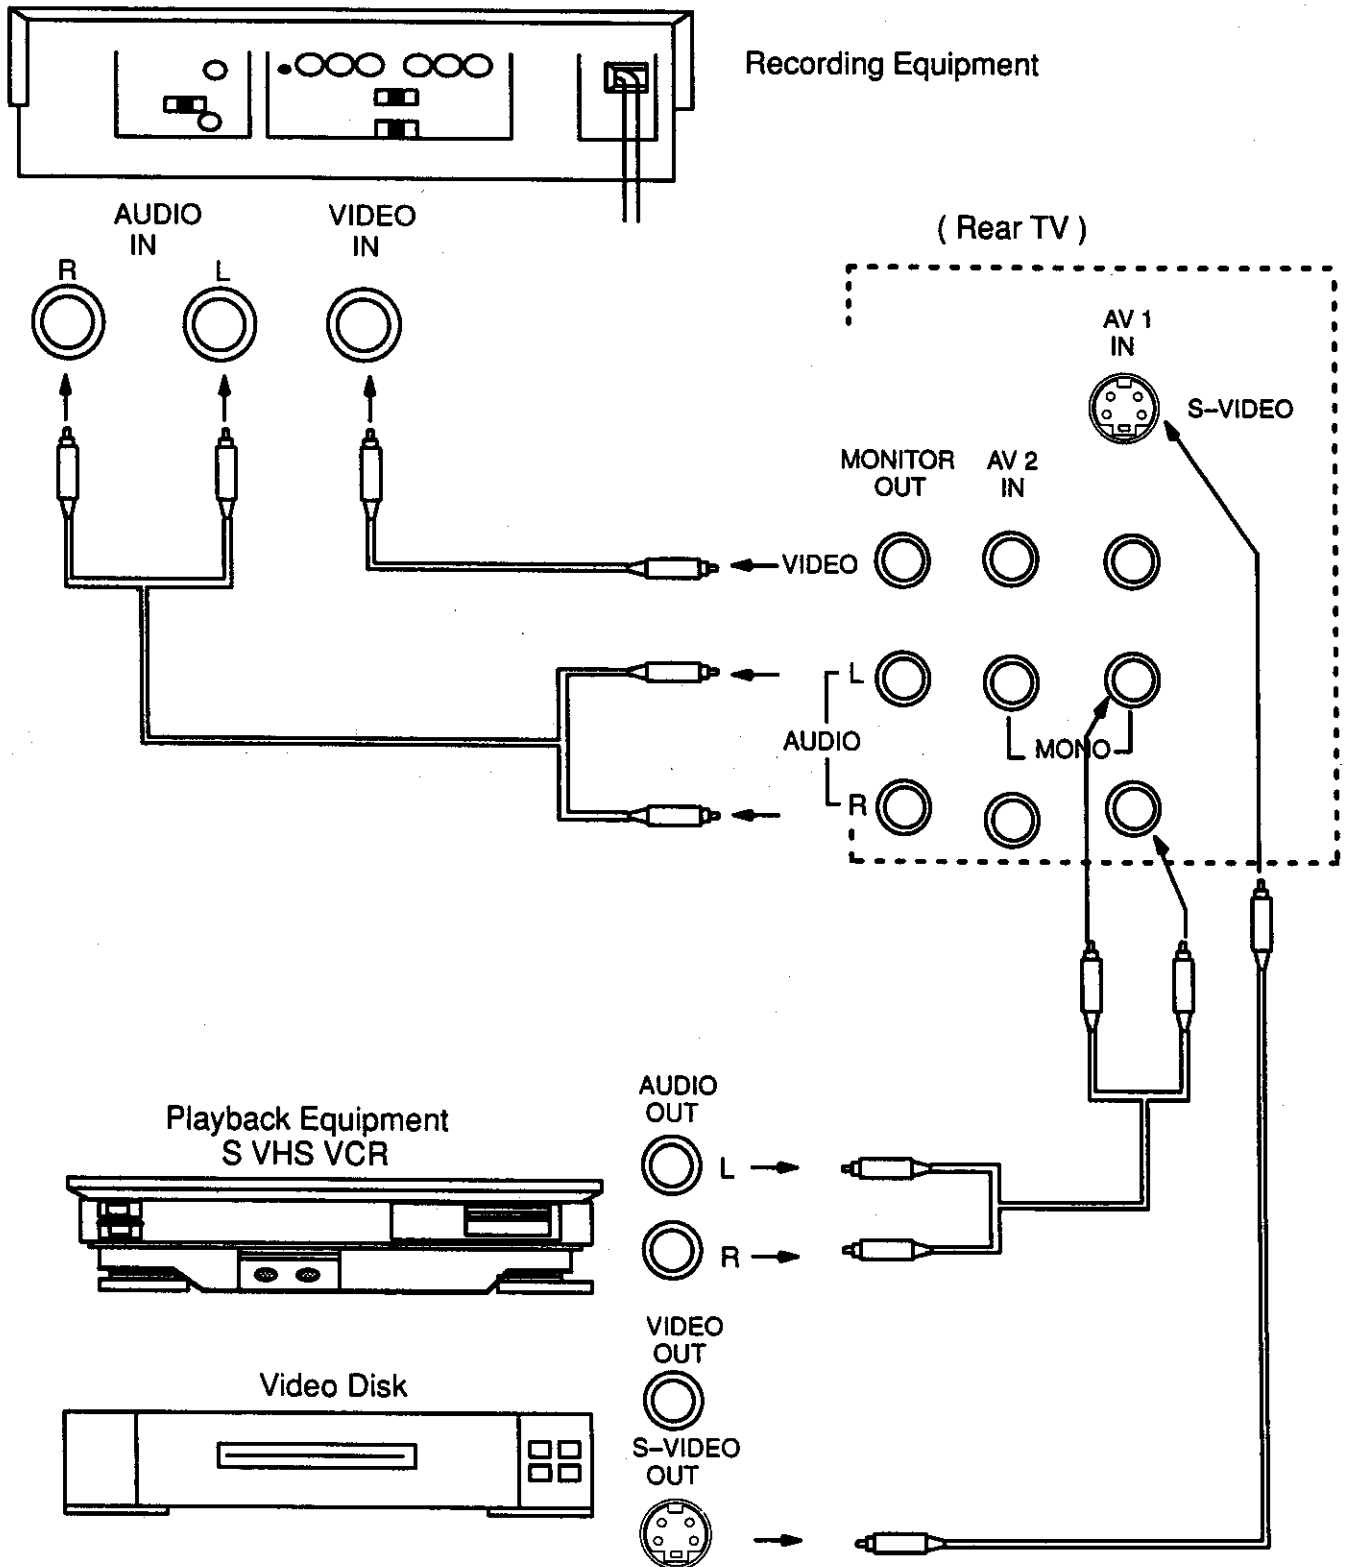 Recording Equipment
AUDIO
IN
VIDEO
IN
R
L
( Rear TV )
AV 1
IN
S–VIDEO
MONITOR
OUT
AV 2
IN
VIDEO
L
AUDIO
MONO
R
AUDIO
OUT
Playback Equipment
S VHS VCR
L
R
VIDEO
OUT
Video Disk
S–VIDEO
OUT